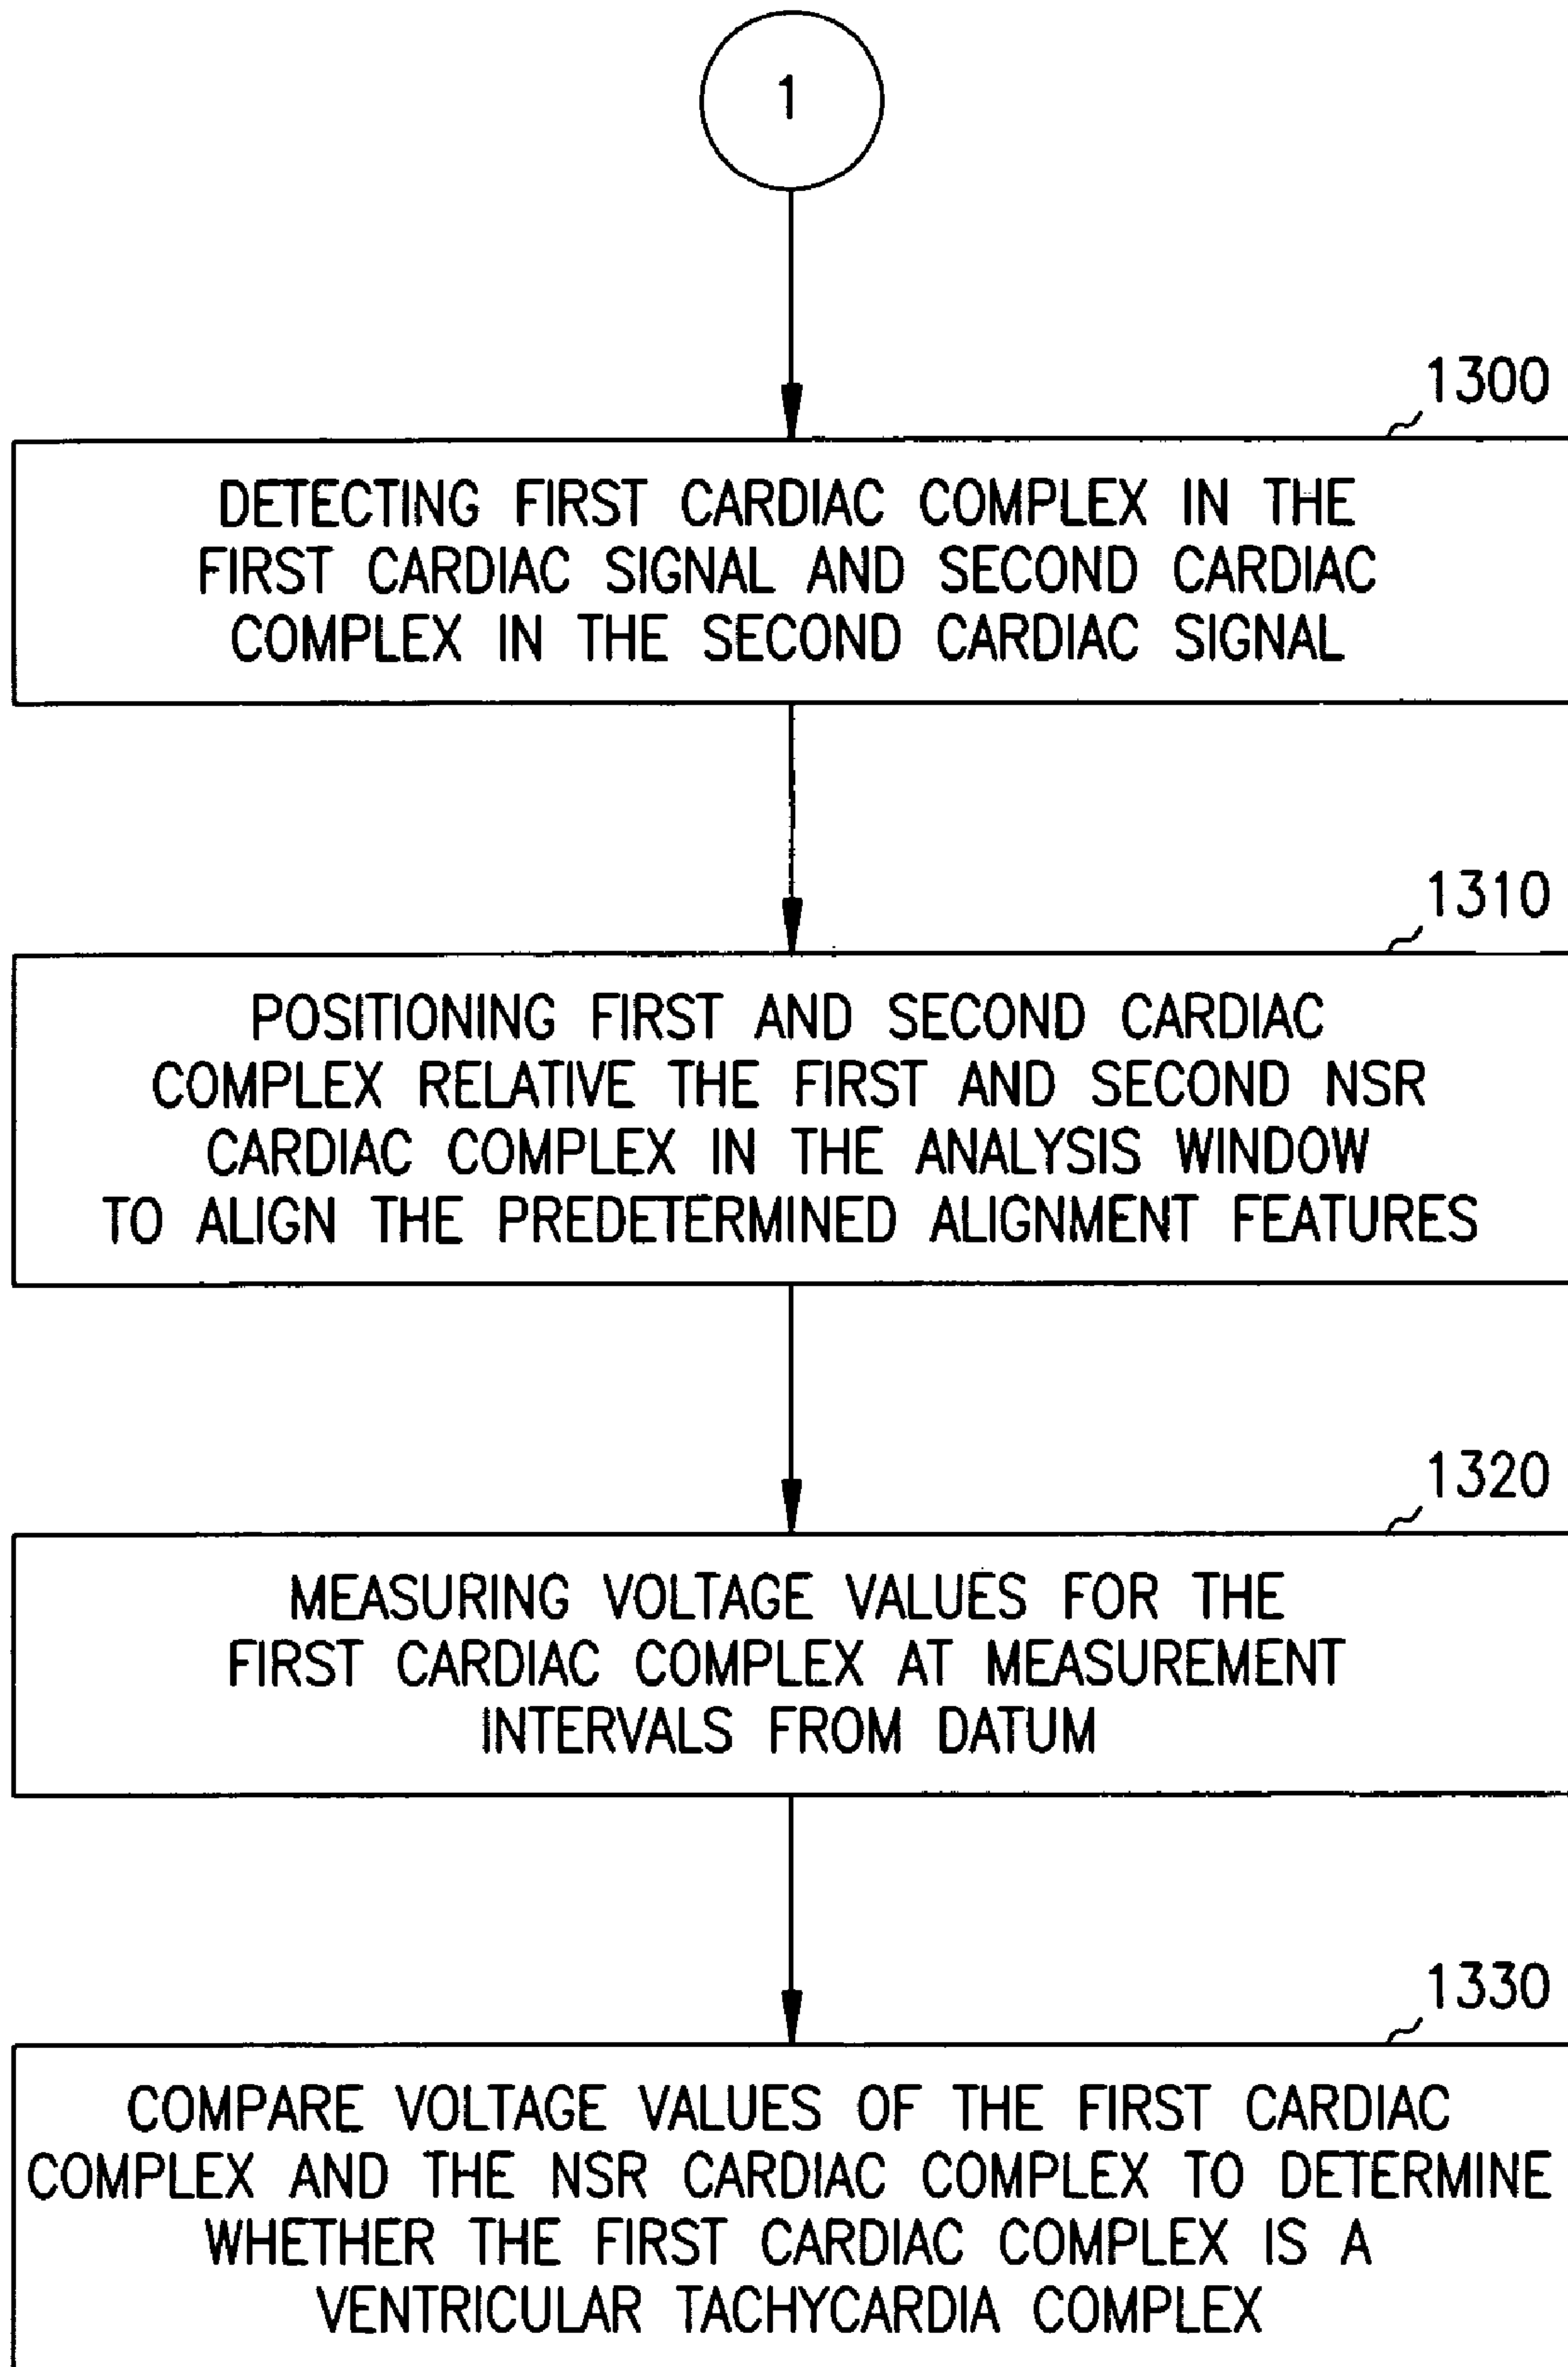 1
1300
DETECTING FIRST CARDIAC COMPLEX IN THE
FIRST CARDIAC SIGNAL AND SECOND CARDIAC
COMPLEX IN THE SECOND CARDIAC SIGNAL
1310
POSITIONING FIRST AND SECOND CARDIAC
COMPLEX RELATIVE THE FIRST AND SECOND NSR
CARDIAC COMPLEX IN THE ANALYSIS WINDOW
TO ALIGN THE PREDETERMINED ALIGNMENT FEATURES
1320
MEASURING VOLTAGE VALUES FOR THE
FIRST CARDIAC COMPLEX AT MEASUREMENT
INTERVALS FROM DATUM
1330
COMPARE VOLTAGE VALUES OF THE FIRST CARDIAC
COMPLEX AND THE NSR CARDIAC COMPLEX TO DETERMINE
WHETHER THE FIRST CARDIAC COMPLEX IS A
VENTRICULAR TACHYCARDIA COMPLEX